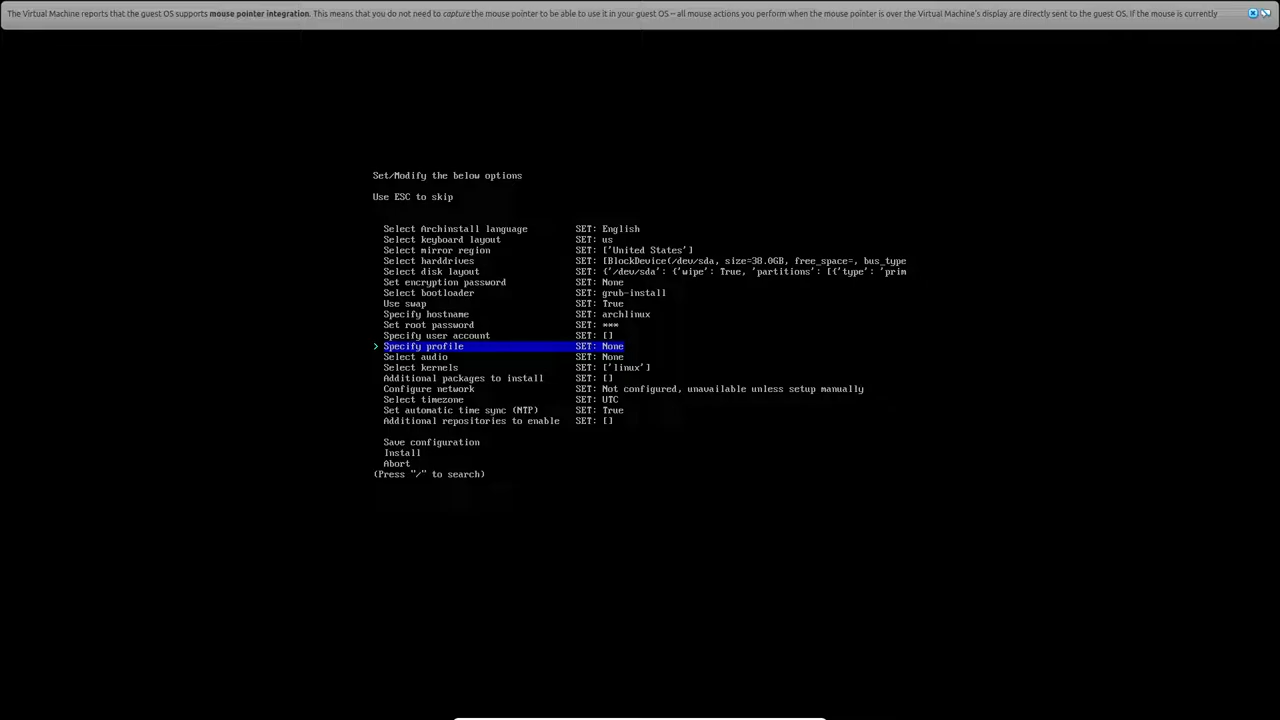 The Virtual Machine reports that the guest OS supports mouse pointer integration. This means that you do not need to capture the mouse pointer to be able to use it in your guest OS – all mouse actions you perform when the mouse pointer is over the Virtual Machine's display are directly sent to the guest OS. If the mouse is currently
Set/Modify the below options
Use ESC to skip
Select Archinstall language SET: English
Select keyboard layout SET: us
Select mirror region SET: ['United States']
Select harddrives SET: [BlockDevice(/dev/sda, size=38.0GB, free_space=, bus_type
Select disk layout SET: {'/dev/sda': {'wipe': True, 'partitions': [{'type': 'prim
Set encryption password SET: None
Select bootloader SET: grub-install
Use swap SET: True
Specify hostname SET: archlinux
Set root password SET: ***
Specify user account SET: []
> Specify profile SET: None
Select audio SET: None
Select kernels SET: ['linux']
Additional packages to install SET: []
Configure network SET: Not configured, unavailable unless setup manually
Select timezone SET: UTC
Set automatic time sync (NTP) SET: True
Additional repositories to enable SET: []
Save configuration
Install
Abort
(Press "/" to search)